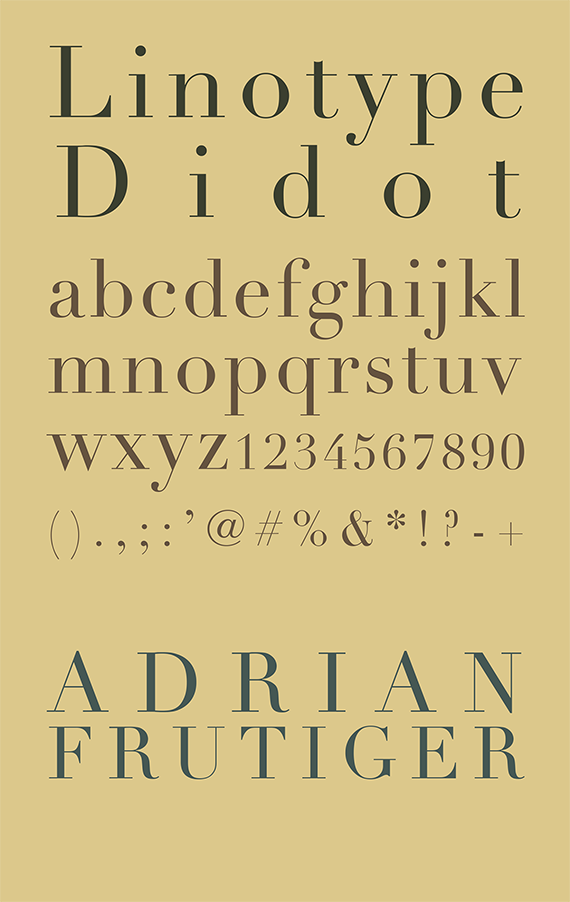 Linotype
Didot
abcdefghijkl
mnopqrstuv
wxyz1234567890
().,;:’@#%&*!?-+
ADRIAN
FRUTIGER